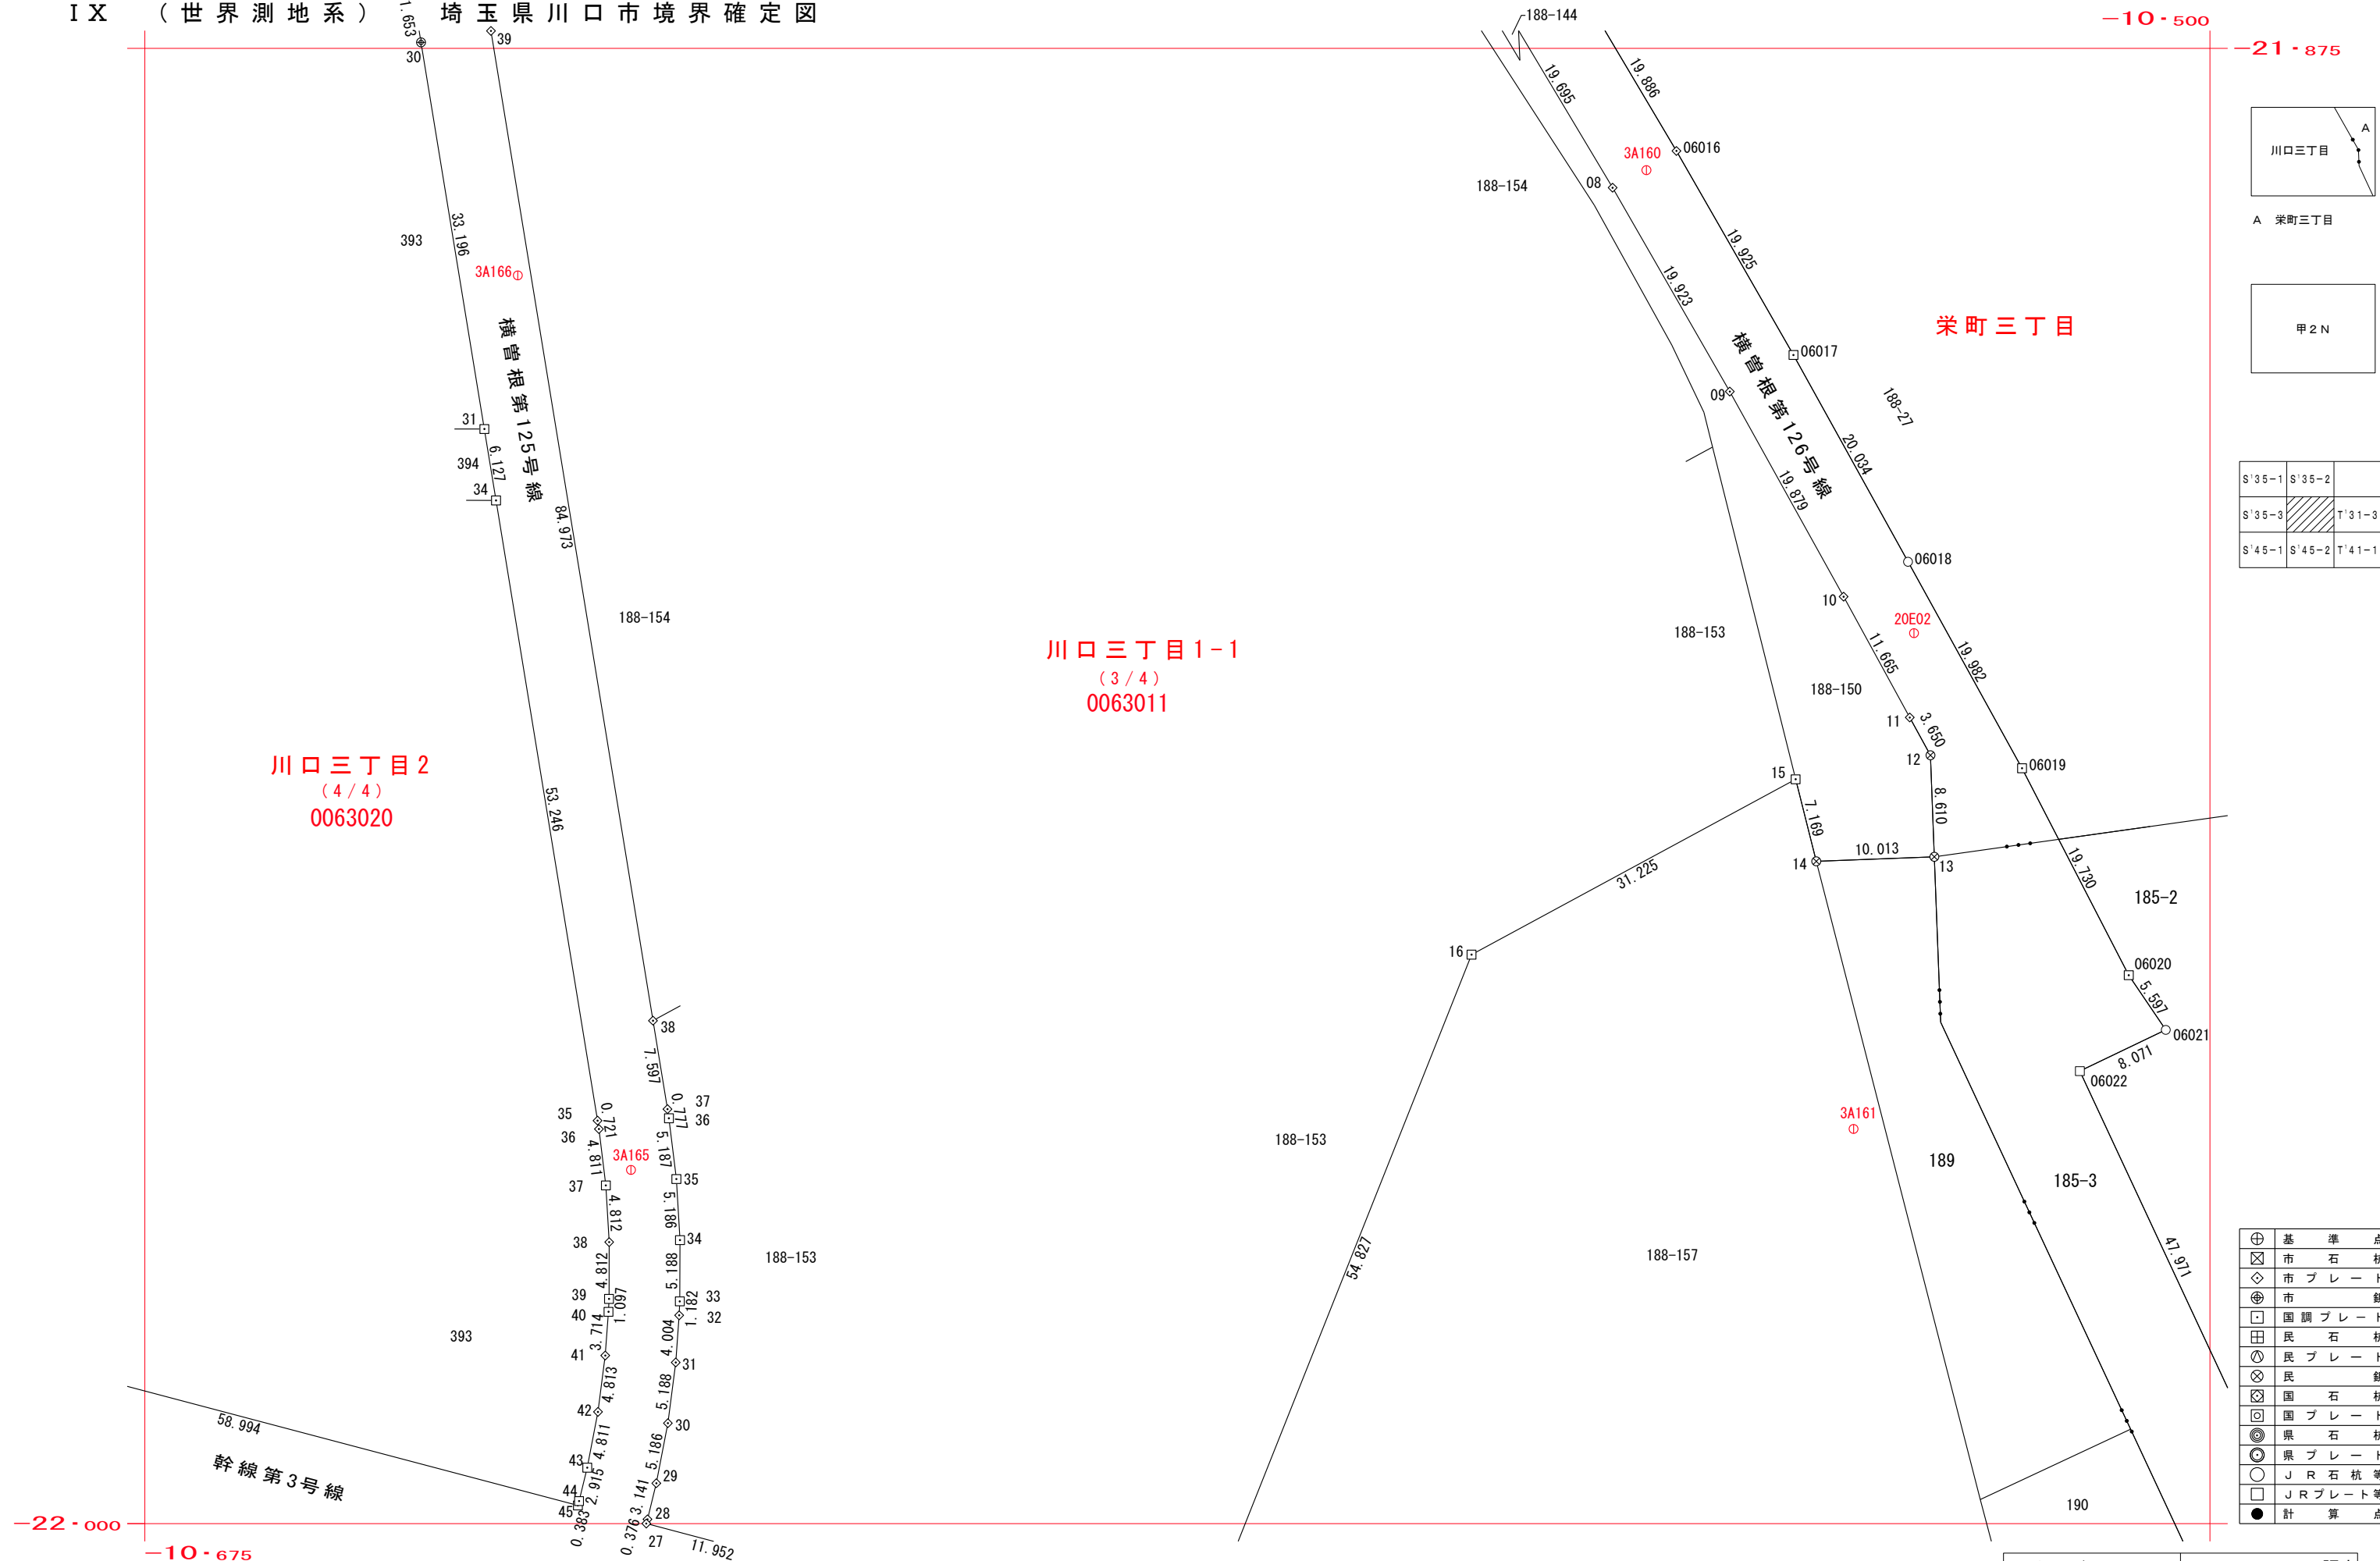 IX （世界測地系） 埼玉県川口市境界確定図
-10.500
-21.875
1.653
30
39
188-144
19.886
19.695
06016
3A160
08
188-154
川口三丁目
A
A 栄町三丁目
393
33.196
3A166
19.925
19.923
横曽根第125号線
横曽根第126号線
栄町三丁目
甲2N
06017
09
188-27
31
6.127
394
34
20.034
19.879
S'35-1
S'35-2
S'35-3
T'31-3
S'45-1
S'45-2
T'41-1
84.973
06018
10
20E02
188-154
188-153
川口三丁目1-1
(3/4)
0063011
11.665
19.982
188-150
11
3.650
12
06019
川口三丁目2
(4/4)
0063020
53.246
15
7.169
8.610
14
10.013
13
31.225
19.730
185-2
16
06020
5.597
38
06021
7.597
8.071
06022
37
0.777
36
35
0.721
36
4.811
5.187
3A161
3A165
188-153
189
37
35
185-3
4.812
5.186
38
34
188-153
188-157
54.827
47.971
4.812
5.188
39
33
40
1.097
1.182
32
3.714
4.004
393
41
31
4.813
5.188
42
30
58.994
4.811
5.186
幹線第3号線
43
29
2.915
3.141
44
45
28
0.383
0.376
27
11.952
190
-22.000
-10.675
基準点
市石杭
市プレート
市鋲
国調プレート
民石杭
民プレート
民鋲
国石杭
国プレート
県石杭
県プレート
JR石杭等
JRプレート等
計算点